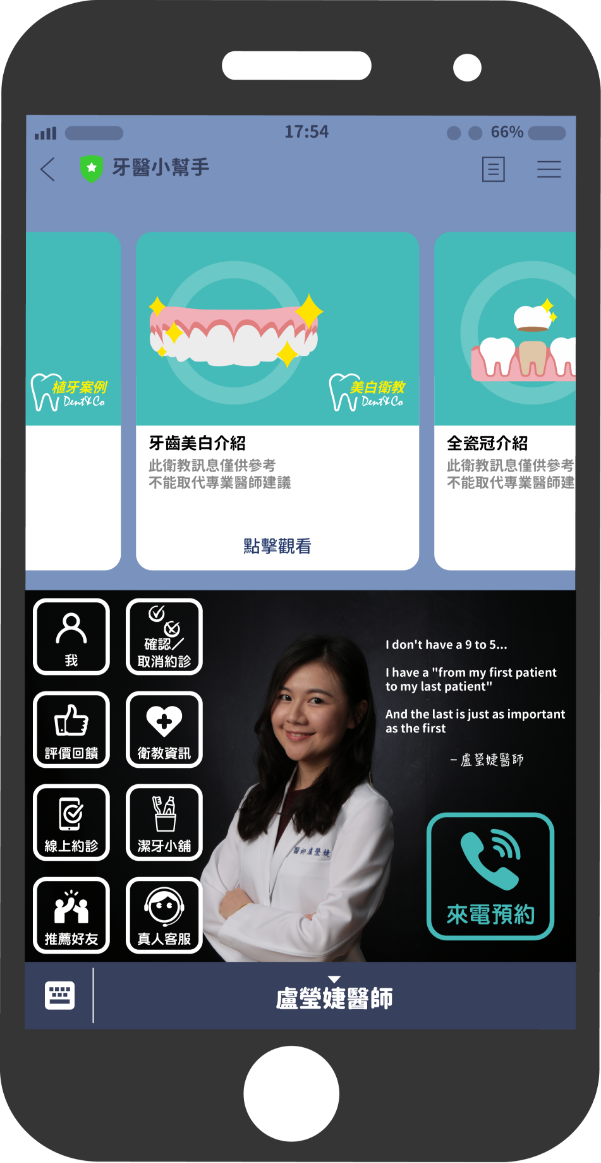 17:54
66%
牙醫小幫手
植牙案例
Dent&Co
美白衛教
Dent&Co
牙齒美白介紹
此衛教訊息僅供參考
不能取代專業醫師建議
點擊觀看
全瓷冠介紹
此衛教訊息僅供參考
不能取代專業醫師建
我
確認／
取消約診
評價回饋
衛教資訊
線上約診
潔牙小舖
推薦好友
真人客服
I don't have a 9 to 5...
I have a "from my first patient
to my last patient"
And the last is just as important
as the first
– 盧瑩婕醫師
醫師盧瑩婕
來電預約
盧瑩婕醫師